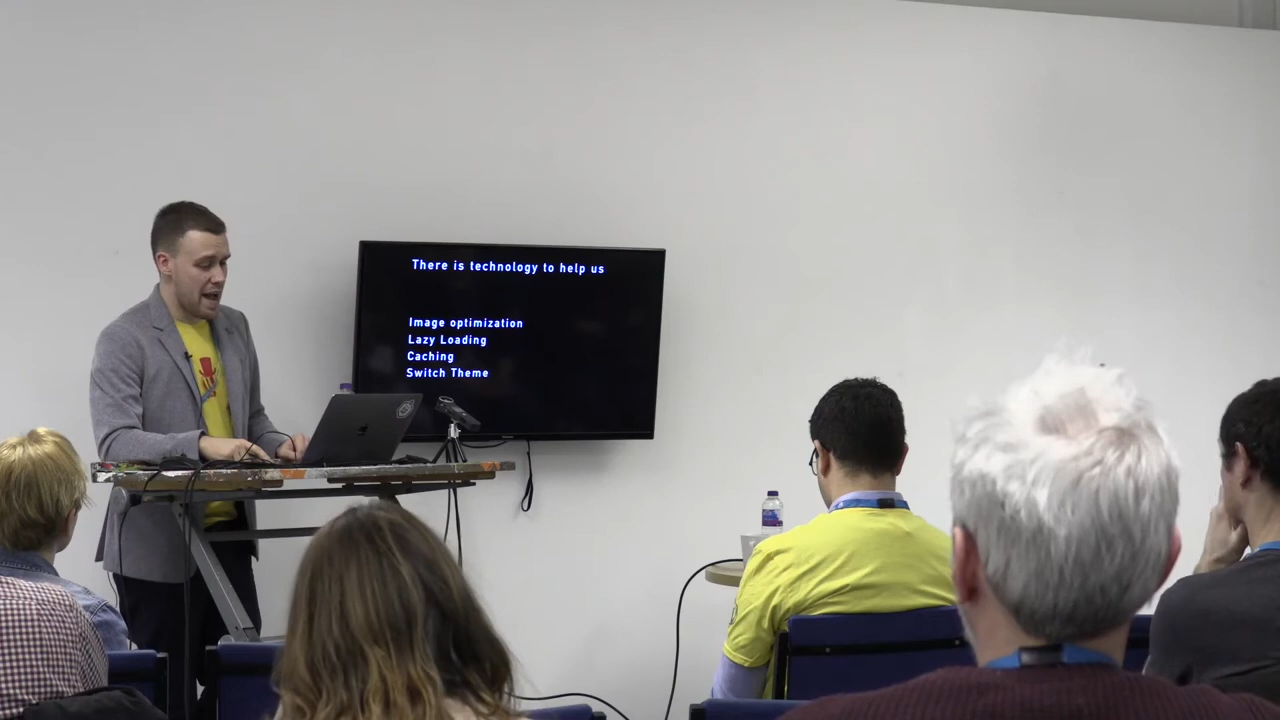 There is technology to help us
Image optimization
Lazy Loading
Caching
Switch Theme